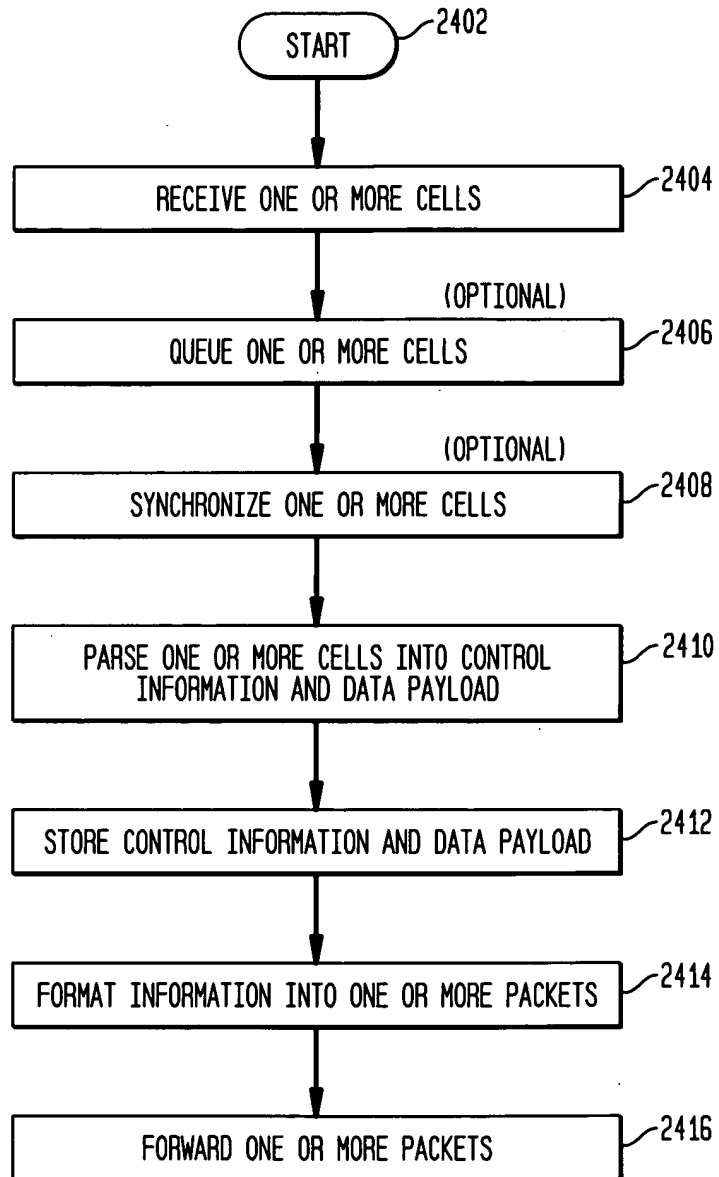 START
2402
RECEIVE ONE OR MORE CELLS
2404
(OPTIONAL)
QUEUE ONE OR MORE CELLS
2406
(OPTIONAL)
SYNCHRONIZE ONE OR MORE CELLS
2408
PARSE ONE OR MORE CELLS INTO CONTROL
INFORMATION AND DATA PAYLOAD
2410
STORE CONTROL INFORMATION AND DATA PAYLOAD
2412
FORMAT INFORMATION INTO ONE OR MORE PACKETS
2414
FORWARD ONE OR MORE PACKETS
2416